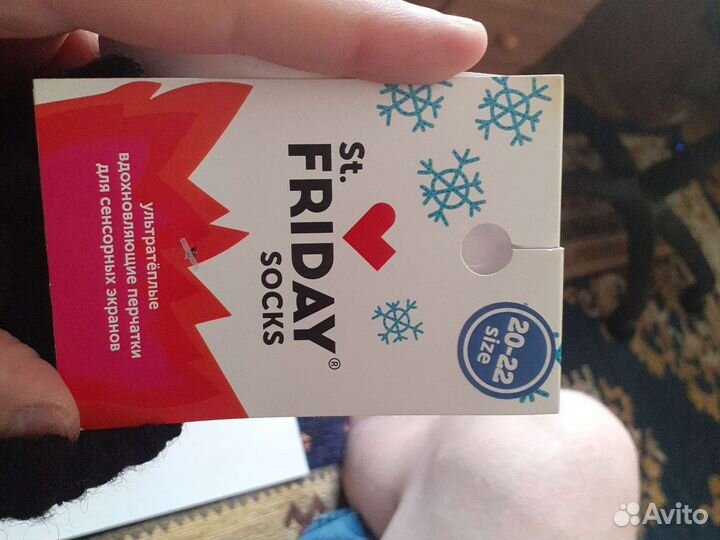 St.
FRIDAY®
SOCKS
20-22
Size
ультратёплые
вдохновляющие перчатки
для сенсорных экранов
Avito